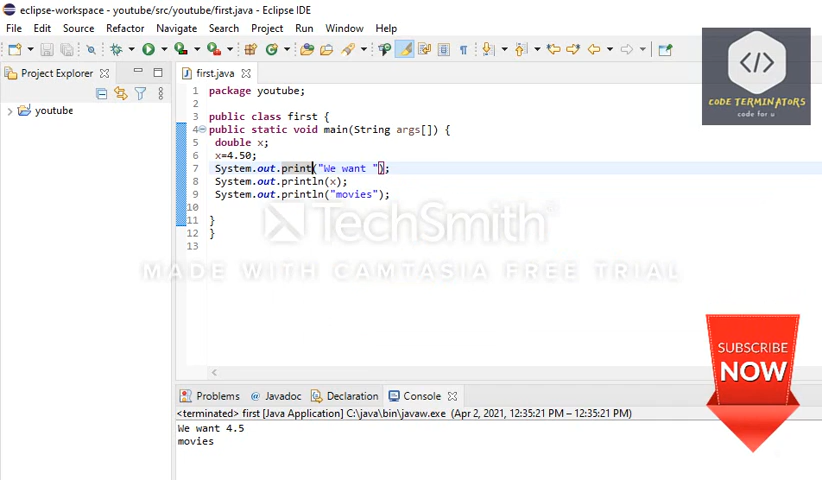 eclipse-workspace - youtube/src/youtube/first.java - Eclipse IDE
File Edit Source Refactor Navigate Search Project Run Window Help
Project Explorer
first.java
youtube
1 package youtube;
2
3 public class first {
4 public static void main(String args[]) {
5 double x;
6 x=4.50;
7 System.out.print("We want ");
8 System.out.println(x);
9 System.out.println("movies");
10
11 }
12 }
13
</>
CODE TERMINATORS
code for u
TechSmith®
MADE WITH CAMTASIA FREE TRIAL
SUBSCRIBE
NOW
Problems Javadoc Declaration Console
<terminated> first [Java Application] C:\java\bin\javaw.exe (Apr 2, 2021, 12:35:21 PM – 12:35:21 PM)
We want 4.5
movies